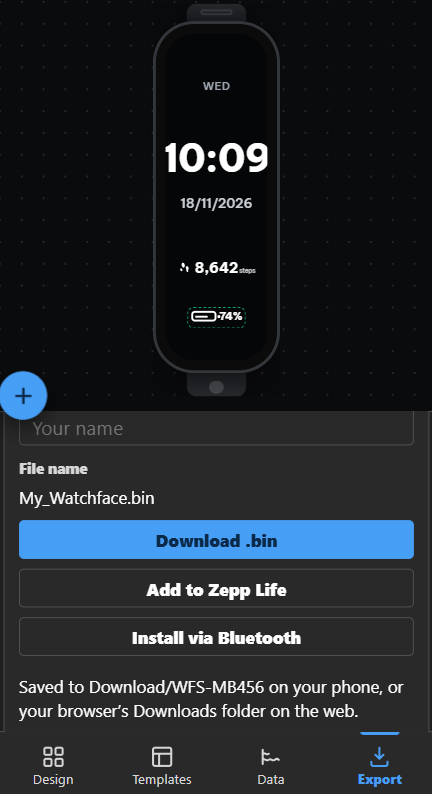 WED
10:09
18/11/2026
8,642 steps
74%
+
Your name
File name
My_Watchface.bin
Download .bin
Add to Zepp Life
Install via Bluetooth
Saved to Download/WFS-MB456 on your phone, or
your browser’s Downloads folder on the web.
Design
Templates
Data
Export